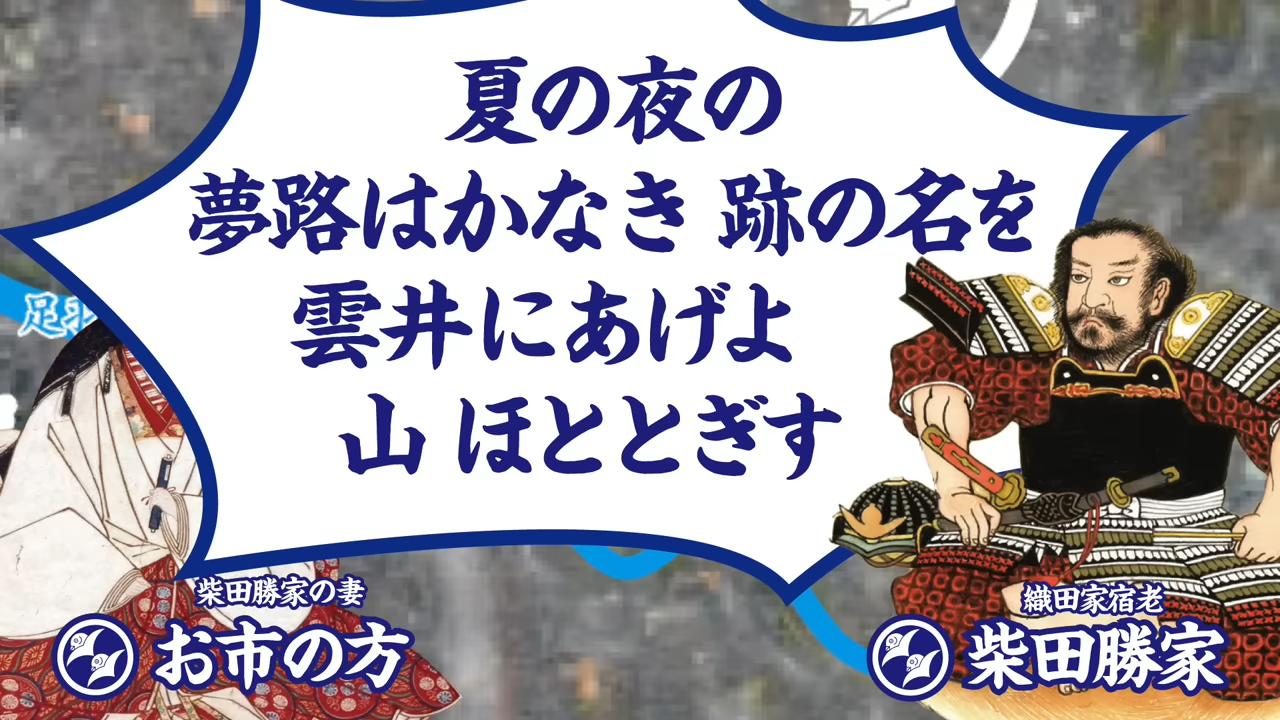 夏の夜の
夢路はかなき 跡の名を
雲井にあげよ
山 ほととぎす
足羽
柴田勝家の妻
お市の方
織田家宿老
柴田勝家